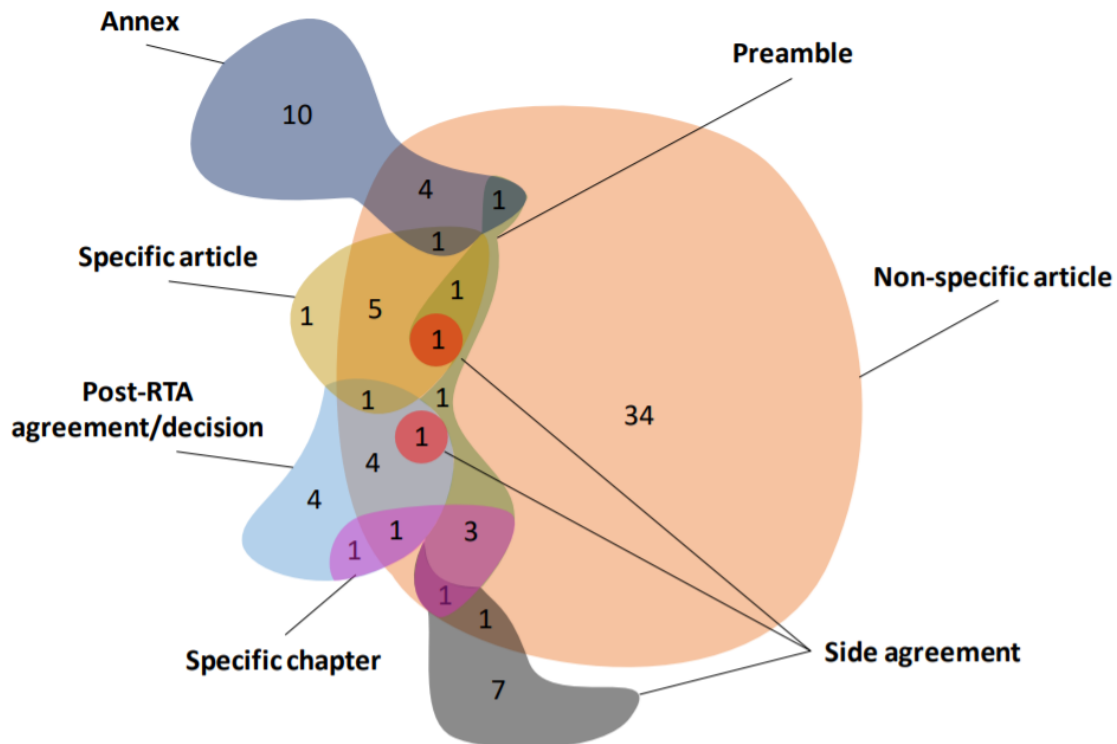 Annex
Preamble
10
4
1
1
Specific article
Non-specific article
1
5
1
1
Post-RTA
agreement/decision
1
1
34
1
4
4
1
3
1
1
1
Specific chapter
Side agreement
7